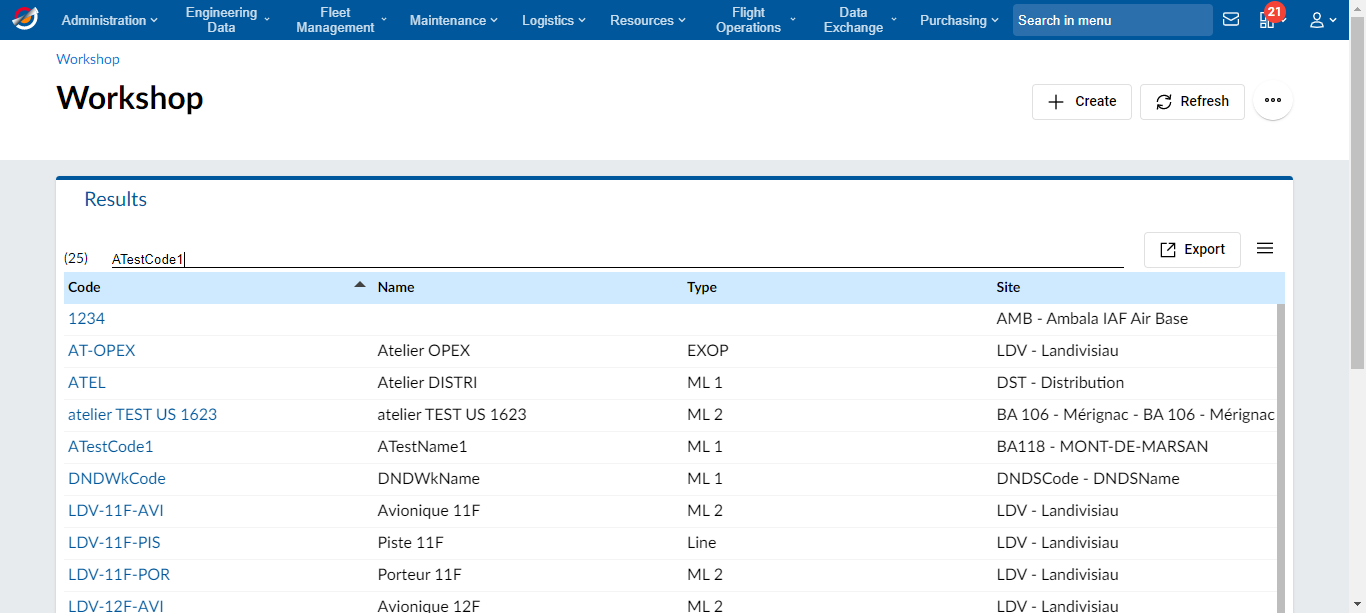 Administration
Engineering Data
Fleet Management
Maintenance
Logistics
Resources
Flight Operations
Data Exchange
Purchasing
Search in menu
21
Workshop
Workshop
Create
Refresh
Results
(25) ATestCode1
Export
Code Name Type Site
1234 AMB - Ambala IAF Air Base
AT-OPEX Atelier OPEX EXOP LDV - Landivisiau
ATEL Atelier DISTRI ML 1 DST - Distribution
atelier TEST US 1623 atelier TEST US 1623 ML 2 BA 106 - Mérignac - BA 106 - Mérignac
ATestCode1 ATestName1 ML 1 BA118 - MONT-DE-MARSAN
DNDWkCode DNDWkName ML 1 DNDSCode - DNDSName
LDV-11F-AVI Avionique 11F ML 2 LDV - Landivisiau
LDV-11F-PIS Piste 11F Line LDV - Landivisiau
LDV-11F-POR Porteur 11F ML 2 LDV - Landivisiau
LDV-12F-AVI Avionique 12F ML 2 LDV - Landivisiau